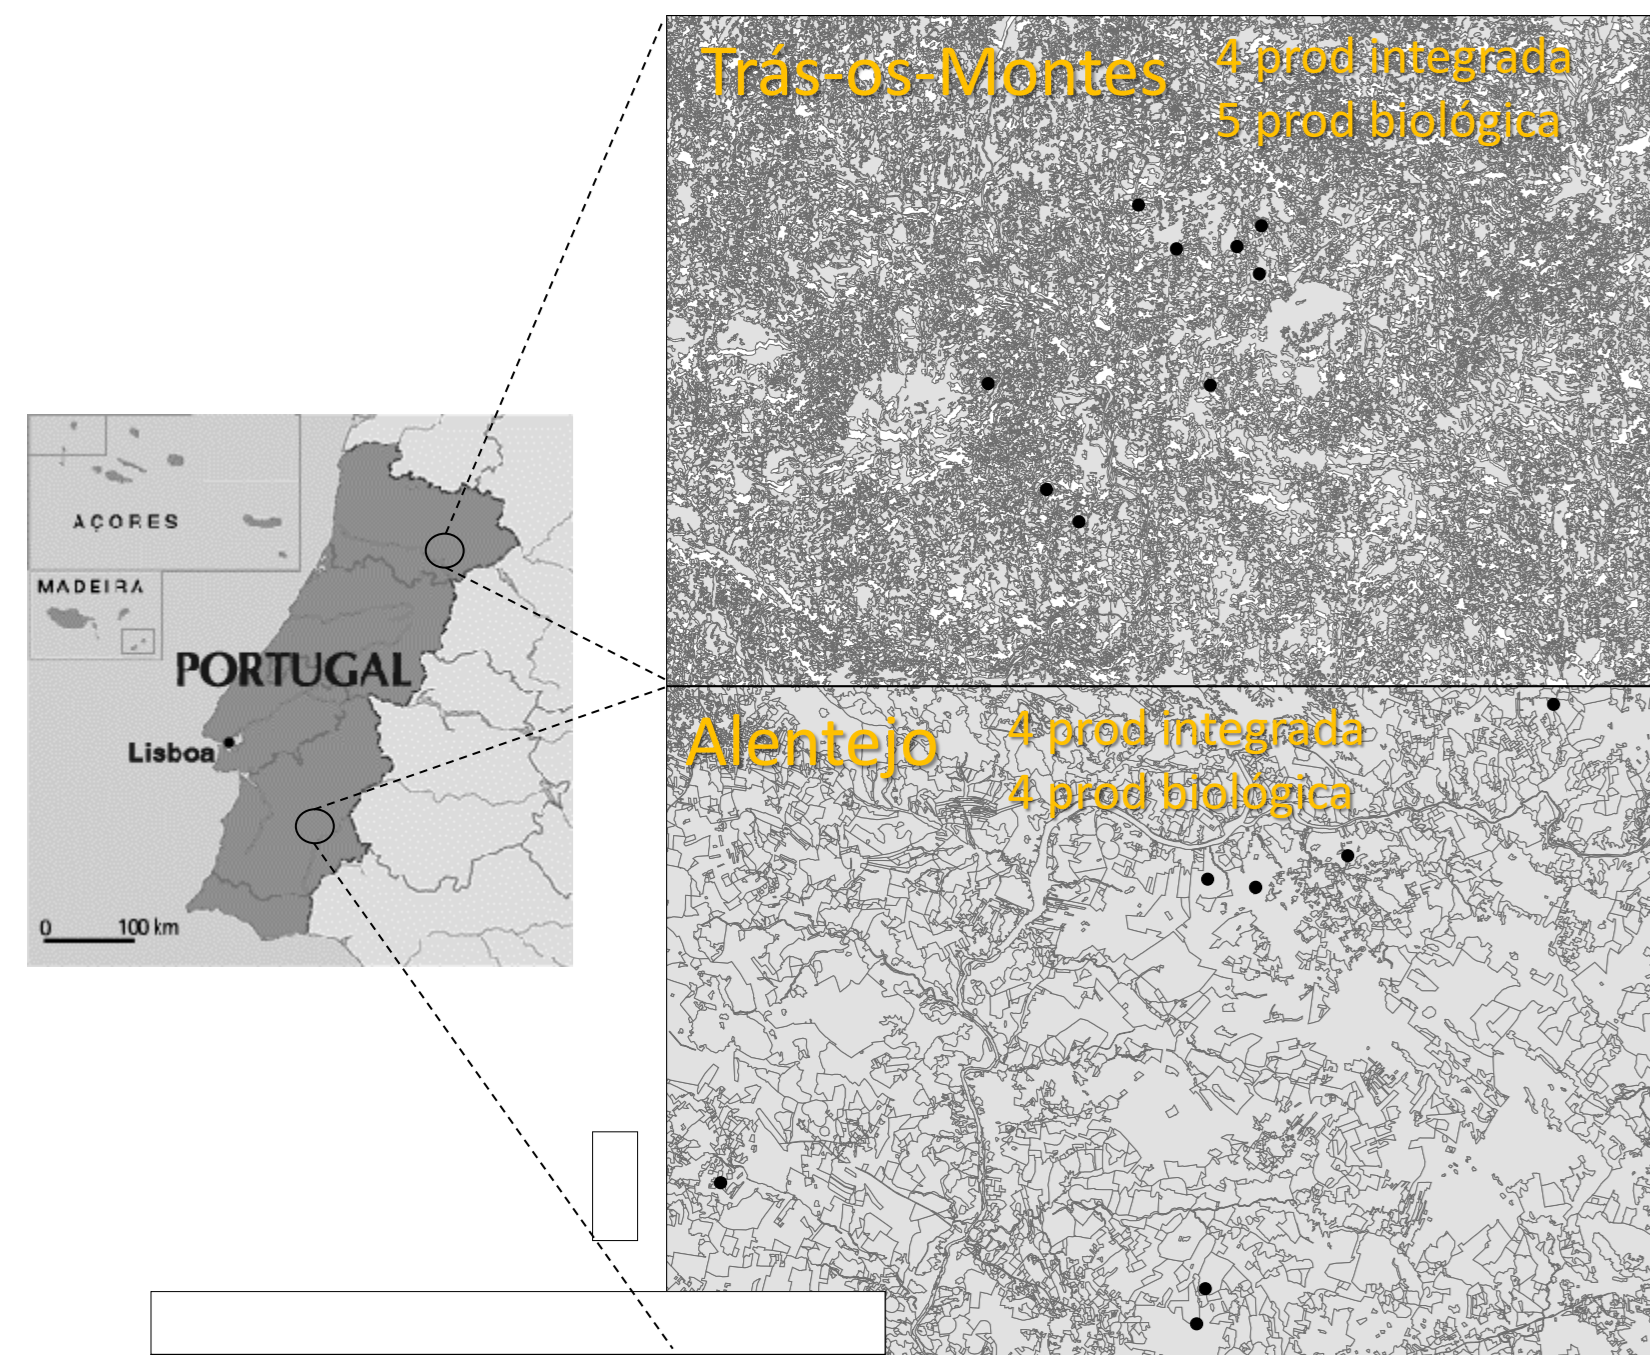 Trás-os-Montes
4 prod integrada
5 prod biológica
AÇORES
MADEIRA
PORTUGAL
Lisboa
0 100 km
Alentejo
4 prod integrada
4 prod biológica